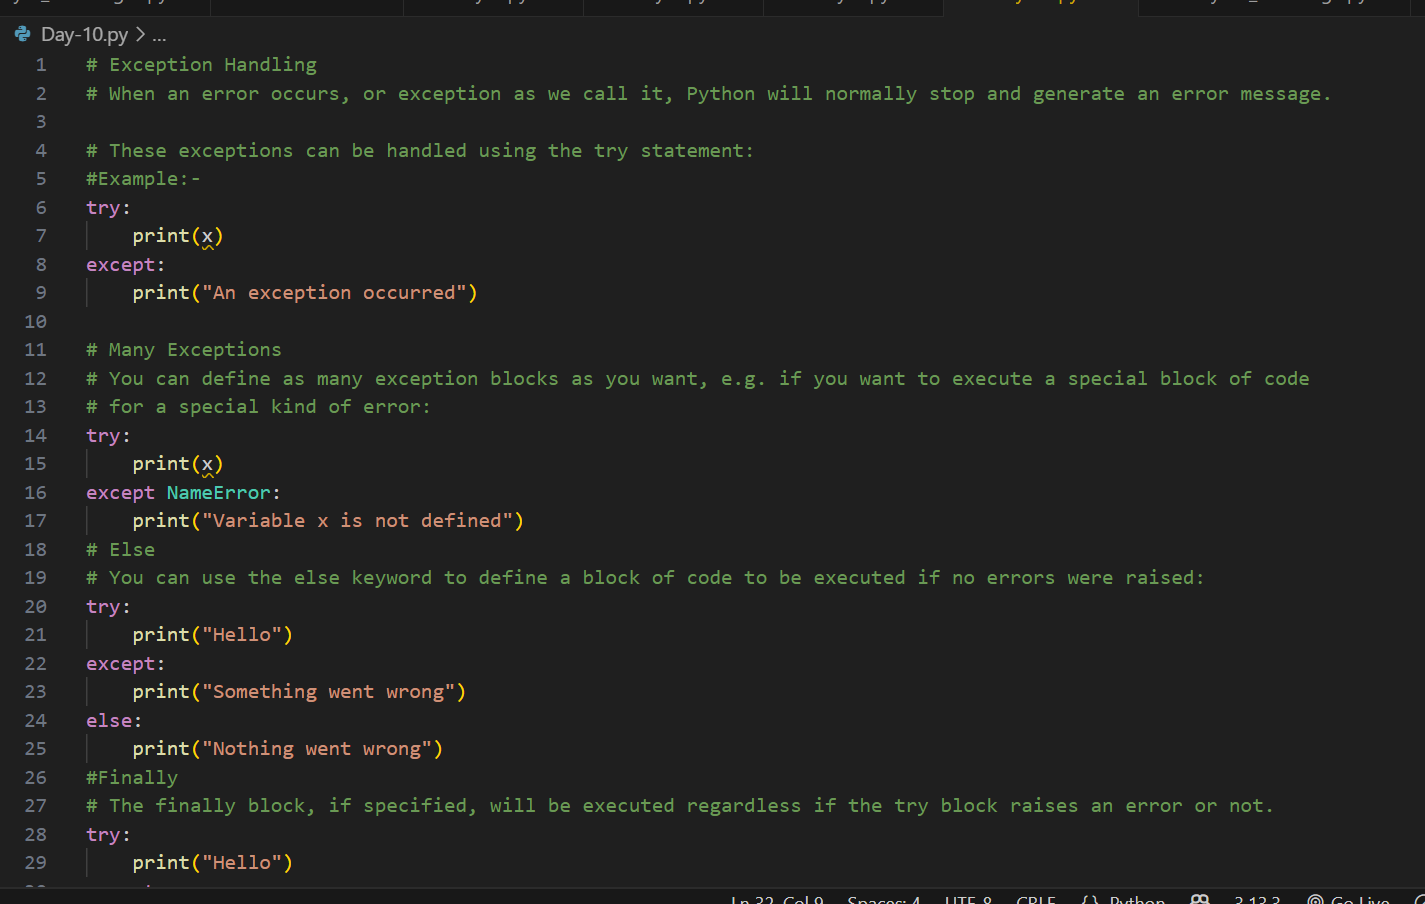 Day-10.py > ...
1 # Exception Handling
2 # When an error occurs, or exception as we call it, Python will normally stop and generate an error message.
3
4 # These exceptions can be handled using the try statement:
5 #Example:-
6 try:
7     print(x)
8 except:
9     print("An exception occurred")
10
11 # Many Exceptions
12 # You can define as many exception blocks as you want, e.g. if you want to execute a special block of code
13 # for a special kind of error:
14 try:
15     print(x)
16 except NameError:
17     print("Variable x is not defined")
18 # Else
19 # You can use the else keyword to define a block of code to be executed if no errors were raised:
20 try:
21     print("Hello")
22 except:
23     print("Something went wrong")
24 else:
25     print("Nothing went wrong")
26 #Finally
27 # The finally block, if specified, will be executed regardless if the try block raises an error or not.
28 try:
29     print("Hello")
Ln 32, Col 9 Spaces: 4 UTF-8 CRLF {} Python 3.13.3 Go Live